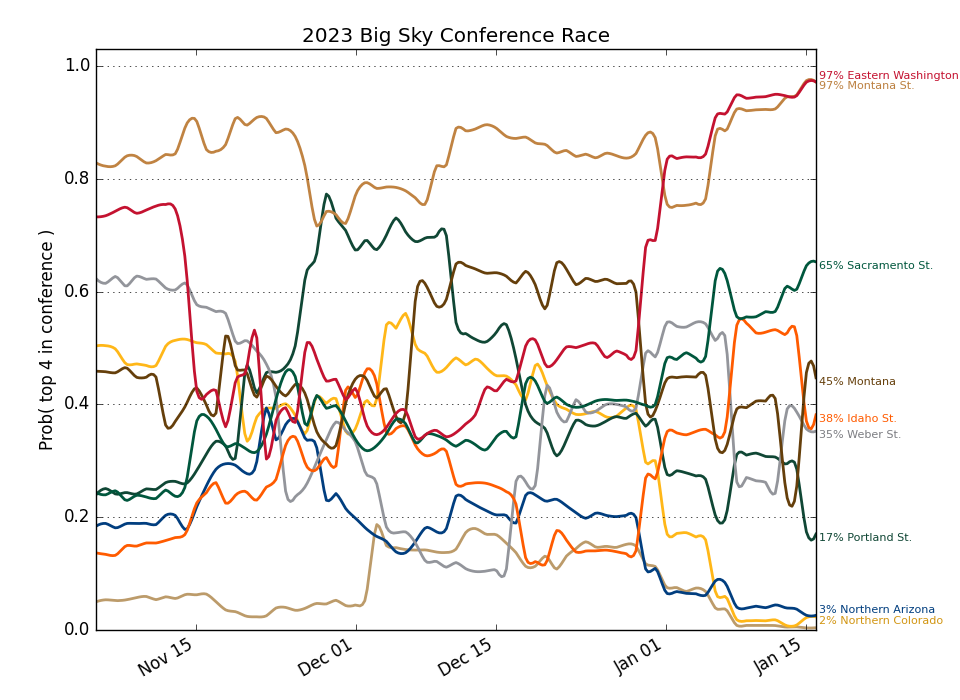 2023 Big Sky Conference Race
Prob( top 4 in conference )
1.0
0.8
0.6
0.4
0.2
0.0
Nov 15
Dec 01
Dec 15
Jan 01
Jan 15
97% Eastern Washington
97% Montana St.
65% Sacramento St.
45% Montana
38% Idaho St.
35% Weber St.
17% Portland St.
3% Northern Arizona
2% Northern Colorado